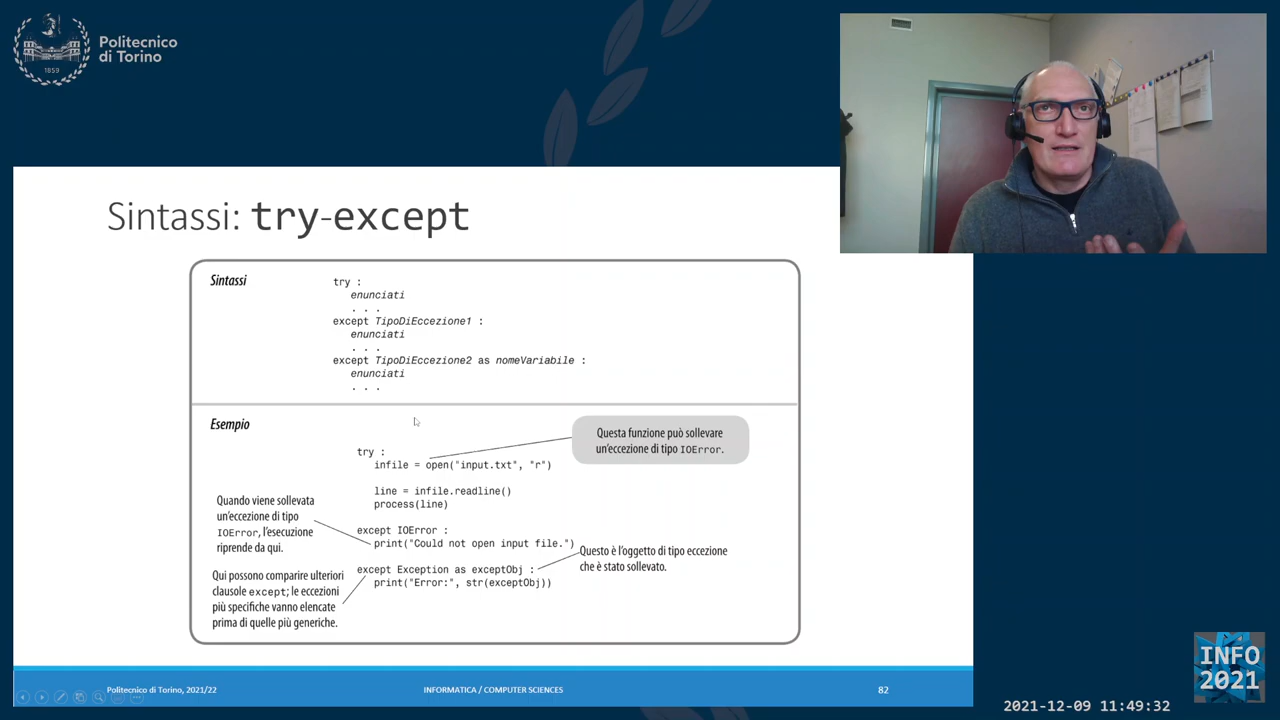 Politecnico
di Torino
1859
Sintassi: try-except
Sintassi
try :
enunciati
. . .
except TipoDiEccezione1 :
enunciati
. . .
except TipoDiEccezione2 as nomeVariabile :
enunciati
. . .
Esempio
Questa funzione può sollevare
un'eccezione di tipo IOError.
try :
infile = open("input.txt", "r")
line = infile.readline()
process(line)
Quando viene sollevata
un'eccezione di tipo
IOError, l'esecuzione
riprende da qui.
except IOError :
print("Could not open input file.")
Questo è l'oggetto di tipo eccezione
che è stato sollevato.
except Exception as exceptObj :
print("Error:", str(exceptObj))
Qui possono comparire ulteriori
clausole except; le eccezioni
più specifiche vanno elencate
prima di quelle più generiche.
Politecnico di Torino, 2021/22
INFORMATICA / COMPUTER SCIENCES
82
INFO
2021
2021-12-09 11:49:32